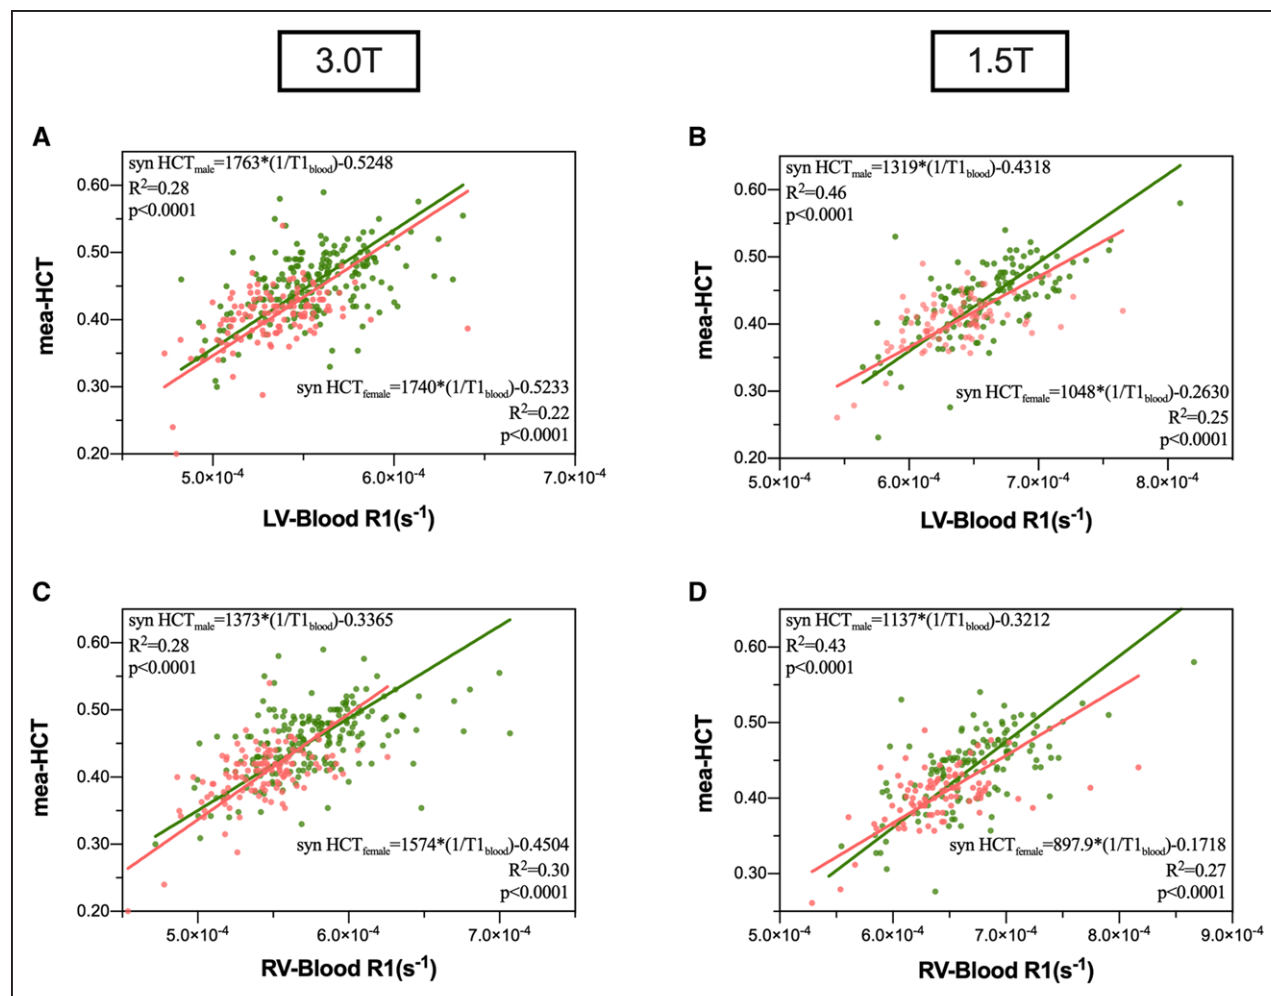 3.0T
1.5T
A
syn HCTmale=1763*(1/T1blood)-0.5248
R²=0.28
p<0.0001
0.60
0.50
0.40
0.30
0.20
mea-HCT
syn HCTfemale=1740*(1/T1blood)-0.5233
R²=0.22
p<0.0001
5.0×10⁻⁴ 6.0×10⁻⁴ 7.0×10⁻⁴
LV-Blood R1(s⁻¹)
B
syn HCTmale=1319*(1/T1blood)-0.4318
R²=0.46
p<0.0001
0.60
0.50
0.40
0.30
0.20
mea-HCT
syn HCTfemale=1048*(1/T1blood)-0.2630
R²=0.25
p<0.0001
5.0×10⁻⁴ 6.0×10⁻⁴ 7.0×10⁻⁴ 8.0×10⁻⁴
LV-Blood R1(s⁻¹)
C
syn HCTmale=1373*(1/T1blood)-0.3365
R²=0.28
p<0.0001
0.60
0.50
0.40
0.30
0.20
mea-HCT
syn HCTfemale=1574*(1/T1blood)-0.4504
R²=0.30
p<0.0001
5.0×10⁻⁴ 6.0×10⁻⁴ 7.0×10⁻⁴
RV-Blood R1(s⁻¹)
D
syn HCTmale=1137*(1/T1blood)-0.3212
R²=0.43
p<0.0001
0.60
0.50
0.40
0.30
mea-HCT
syn HCTfemale=897.9*(1/T1blood)-0.1718
R²=0.27
p<0.0001
5.0×10⁻⁴ 6.0×10⁻⁴ 7.0×10⁻⁴ 8.0×10⁻⁴ 9.0×10⁻⁴
RV-Blood R1(s⁻¹)